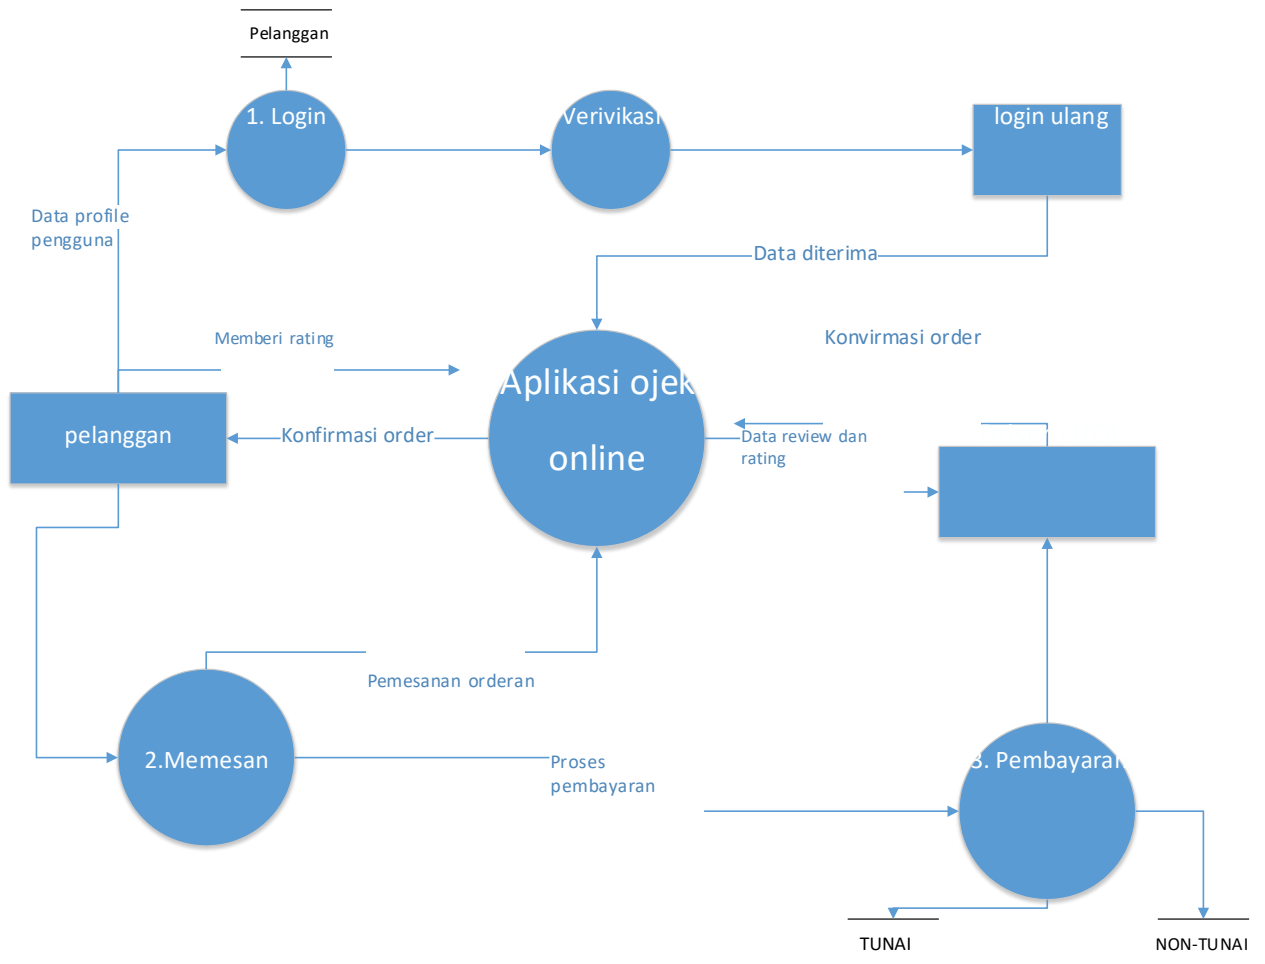 Pelanggan
1. Login
Verivikasi
login ulang
Data profile
pengguna
Data diterima
Memberi rating
Konvirmasi order
Aplikasi ojek
online
pelanggan
Konfirmasi order
Data review dan
rating
Pemesanan orderan
2.Memesan
Proses
pembayaran
3. Pembayaran
TUNAI
NON-TUNAI